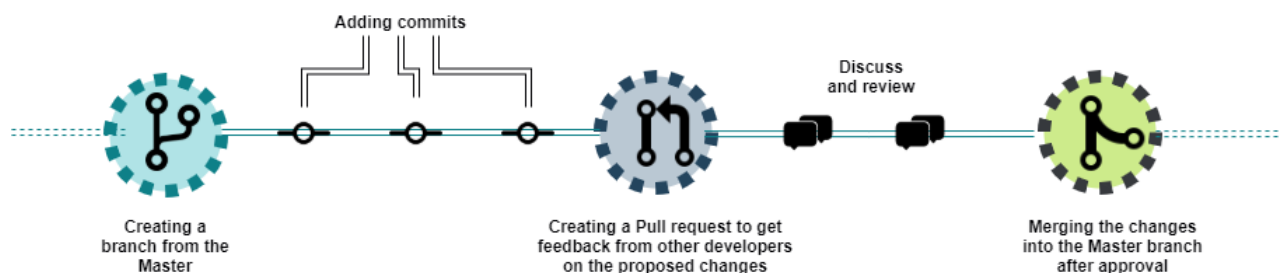 Adding commits
Discuss
and review
Creating a
branch from the
Master
Creating a Pull request to get
feedback from other developers
on the proposed changes
Merging the changes
into the Master branch
after approval